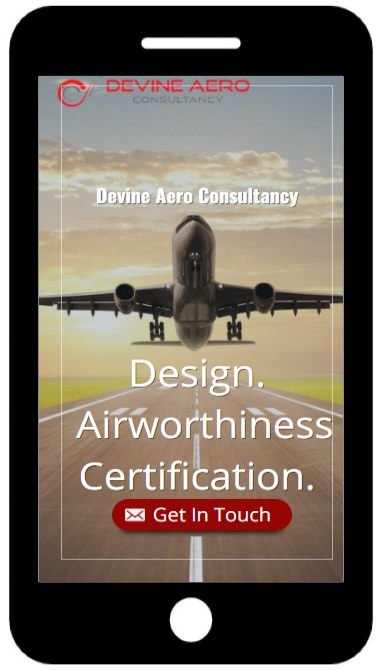 DEVINE AERO
CONSULTANCY
Devine Aero Consultancy
Design.
Airworthiness
Certification.
Get In Touch